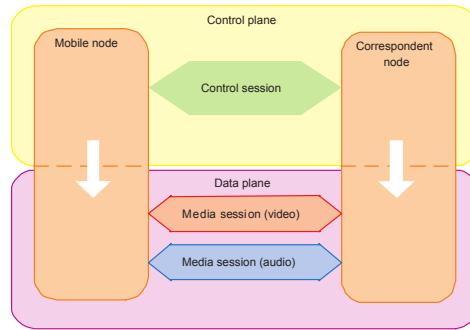 Control plane
Mobile node
Correspondent
node
Control session
Data plane
Media session (video)
Media session (audio)